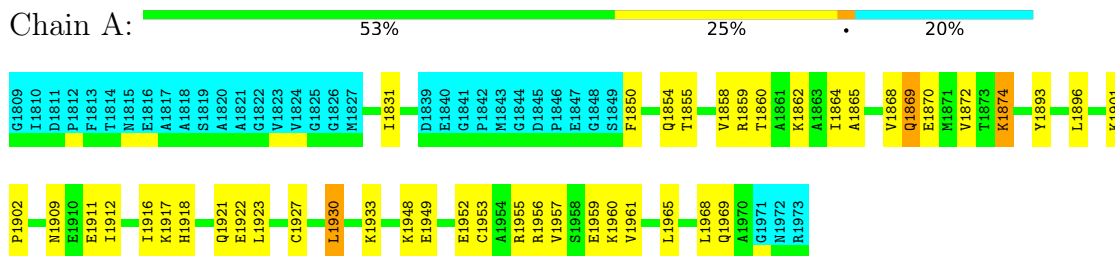 Chain A:
53% 25% • 20%
G1809 I1810 D1811 P1812 F1813 T1814 N1815 E1816 A1817 A1818 S1819 A1820 A1821 G1822 V1823 V1824 G1825 G1826 M1827 I1831 D1839 E1840 G1841 P1842 M1843 G1844 D1845 P1846 E1847 G1848 S1849 F1850 Q1854 T1855 V1858 R1859 T1860 A1861 K1862 A1863 I1864 A1865 V1868 Q1869 E1870 M1871 V1872 T1873 K1874 Y1893 L1896
P1902 N1909 E1910 E1911 I1912 I1916 K1917 H1918 Q1921 E1922 L1923 C1927 L1930 K1933 K1948 E1949 E1952 C1953 A1954 R1955 R1956 V1957 S1958 E1959 K1960 V1961 L1965 L1968 Q1969 A1970 G1971 N1972 R1973